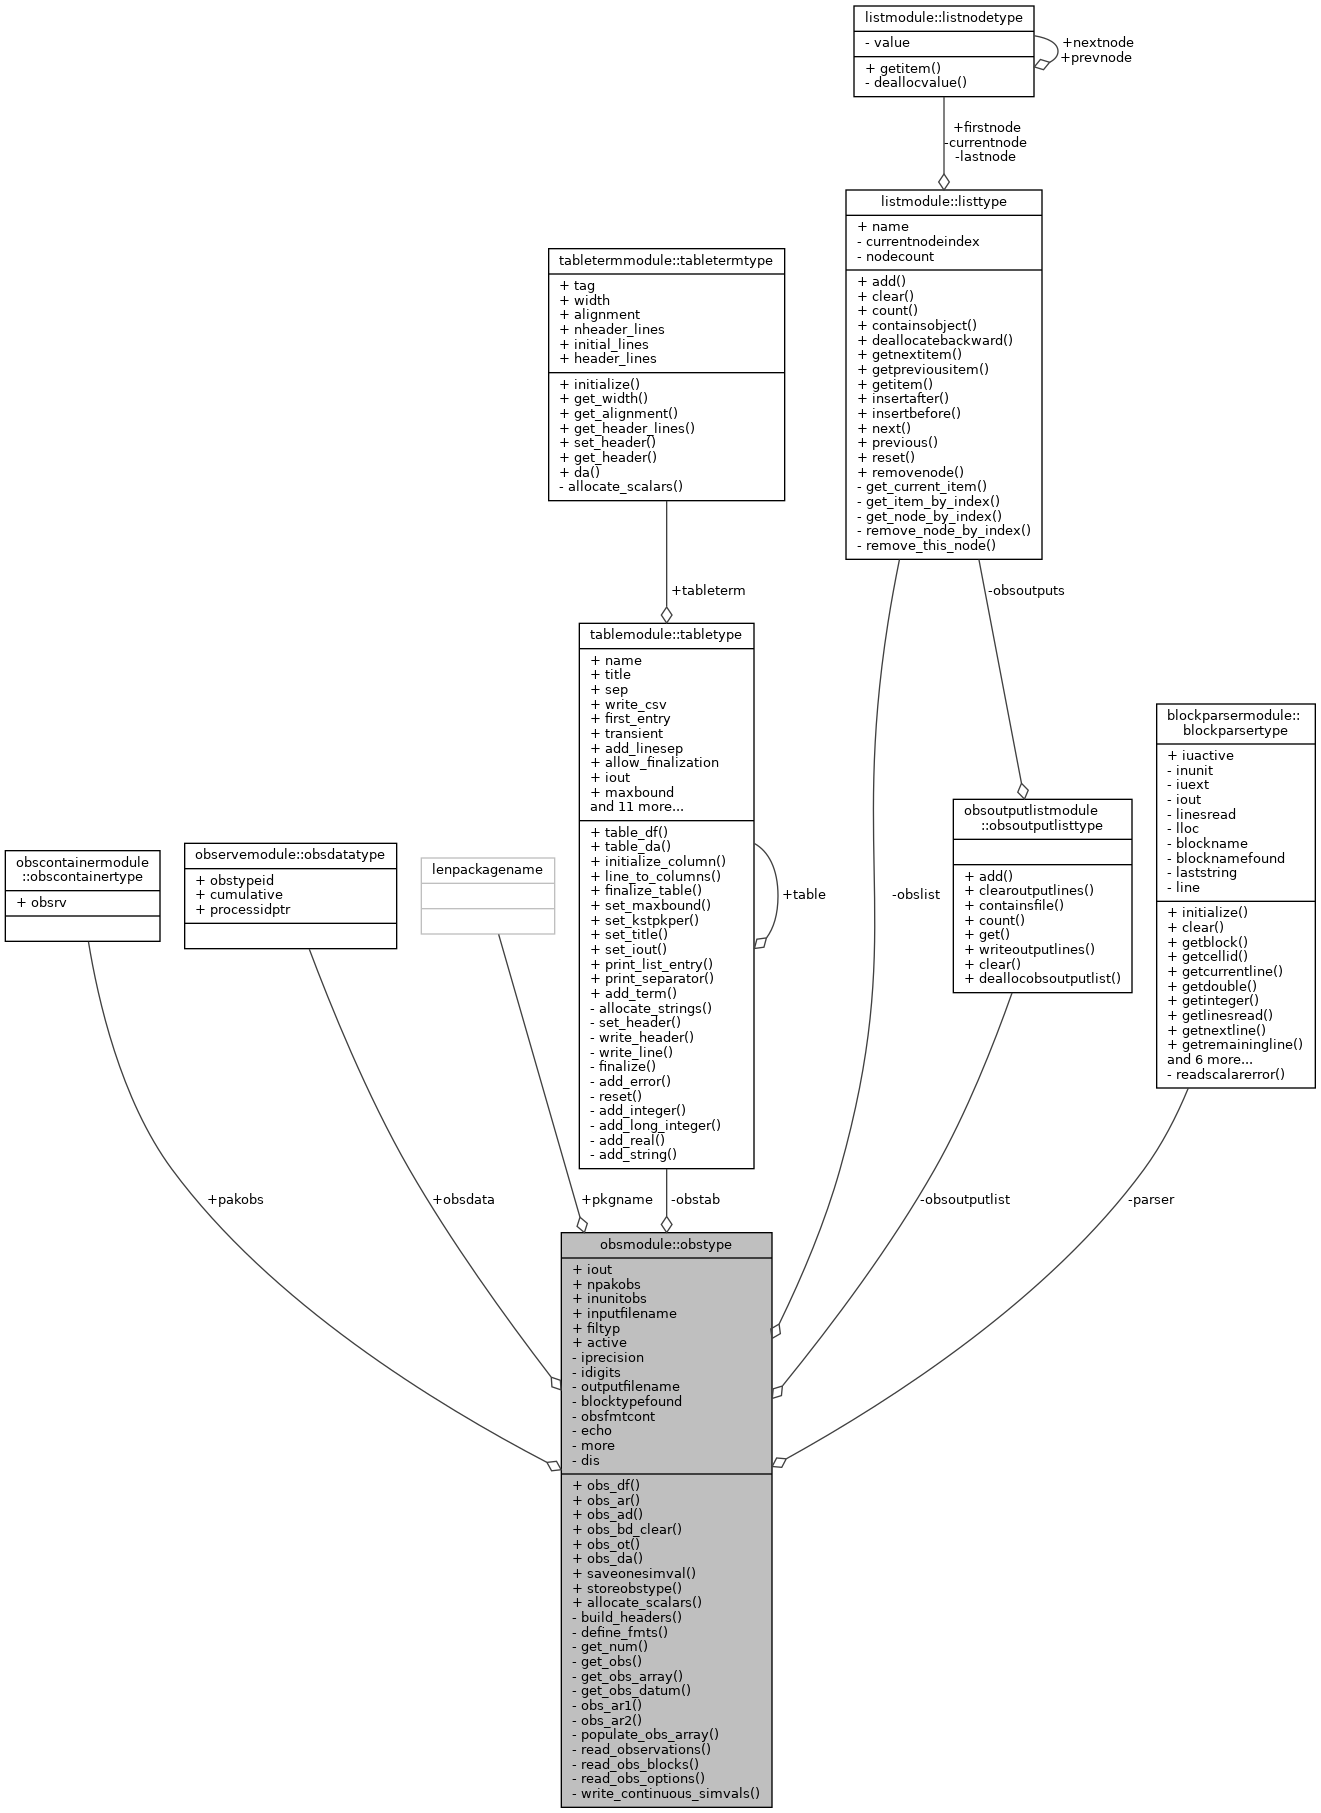 listmodule::listnodetype
- value
+ getitem()
- deallocvalue()
+nextnode
+prevnode
+firstnode
-currentnode
-lastnode
listmodule::listtype
+ name
- currentnodeindex
- nodecount
+ add()
+ clear()
+ count()
+ containsobject()
+ deallocatebackward()
+ getnextitem()
+ getpreviousitem()
+ getitem()
+ insertafter()
+ insertbefore()
+ next()
+ previous()
+ reset()
+ removenode()
- get_current_item()
- get_item_by_index()
- get_node_by_index()
- remove_node_by_index()
- remove_this_node()
tabletermmodule::tabletermtype
+ tag
+ width
+ alignment
+ nheader_lines
+ initial_lines
+ header_lines
+ initialize()
+ get_width()
+ get_alignment()
+ get_header_lines()
+ set_header()
+ get_header()
+ da()
- allocate_scalars()
+tableterm
-obsoutputs
tablemodule::tabletype
+ name
+ title
+ sep
+ write_csv
+ first_entry
+ transient
+ add_linesep
+ allow_finalization
+ iout
+ maxbound
and 11 more...
+ table_df()
+ table_da()
+ initialize_column()
+ line_to_columns()
+ finalize_table()
+ set_maxbound()
+ set_kstpkper()
+ set_title()
+ set_iout()
+ print_list_entry()
+ print_separator()
+ add_term()
- allocate_strings()
- set_header()
- write_header()
- write_line()
- finalize()
- add_error()
- reset()
- add_integer()
- add_long_integer()
- add_real()
- add_string()
+table
-obslist
blockparsermodule::
blockparsertype
+ iuactive
- inunit
- iuext
- iout
- linesread
- lloc
- blockname
- blocknamefound
- laststring
- line
+ initialize()
+ clear()
+ getblock()
+ getcellid()
+ getcurrentline()
+ getdouble()
+ getinteger()
+ getlinesread()
+ getnextline()
+ getremainingline()
and 6 more...
- readscalarerror()
obsoutputlistmodule
::obsoutputlisttype
+ add()
+ clearoutputlines()
+ containsfile()
+ count()
+ get()
+ writeoutputlines()
+ clear()
+ deallocobsoutputlist()
obscontainermodule
::obscontainertype
+ obsrv
observemodule::obsdatatype
+ obstypeid
+ cumulative
+ processidptr
lenpackagename
+pakobs
+obsdata
+pkgname
-obstab
-obsoutputlist
-parser
obsmodule::obstype
+ iout
+ npakobs
+ inunitobs
+ inputfilename
+ filtyp
+ active
- iprecision
- idigits
- outputfilename
- blocktypefound
- obsfmtcont
- echo
- more
- dis
+ obs_df()
+ obs_ar()
+ obs_ad()
+ obs_bd_clear()
+ obs_ot()
+ obs_da()
+ saveonesimval()
+ storeobstype()
+ allocate_scalars()
- build_headers()
- define_fmts()
- get_num()
- get_obs()
- get_obs_array()
- get_obs_datum()
- obs_ar1()
- obs_ar2()
- populate_obs_array()
- read_observations()
- read_obs_blocks()
- read_obs_options()
- write_continuous_simvals()